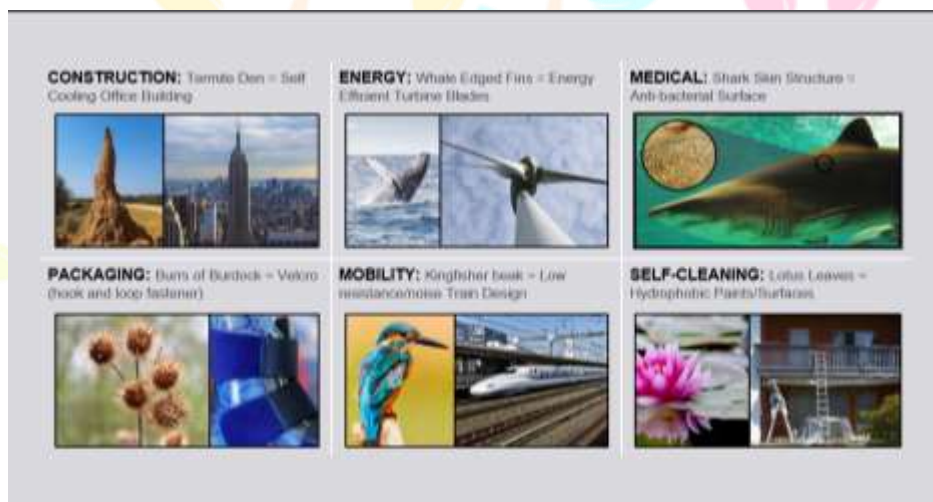 CONSTRUCTION: Termite Den = Self
Cooling Office Building
ENERGY: Whale Edged Fins = Energy
Efficient Turbine Blades
MEDICAL: Shark Skin Structure =
Anti-bacterial Surface
PACKAGING: Burrs of Burdock = Velcro
(hook and loop fastener)
MOBILITY: Kingfisher beak = Low
resistance/noise Train Design
SELF-CLEANING: Lotus Leaves =
Hydrophobic Paints/Surfaces